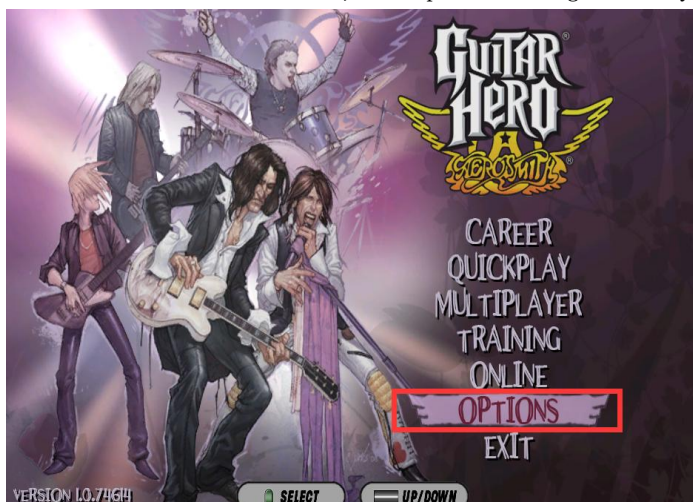 GUITAR
HERO
AEROSMITH
CAREER
QUICKPLAY
MULTIPLAYER
TRAINING
ONLINE
OPTIONS
EXIT
VERSION 1.0.74614
SELECT
UP/DOWN